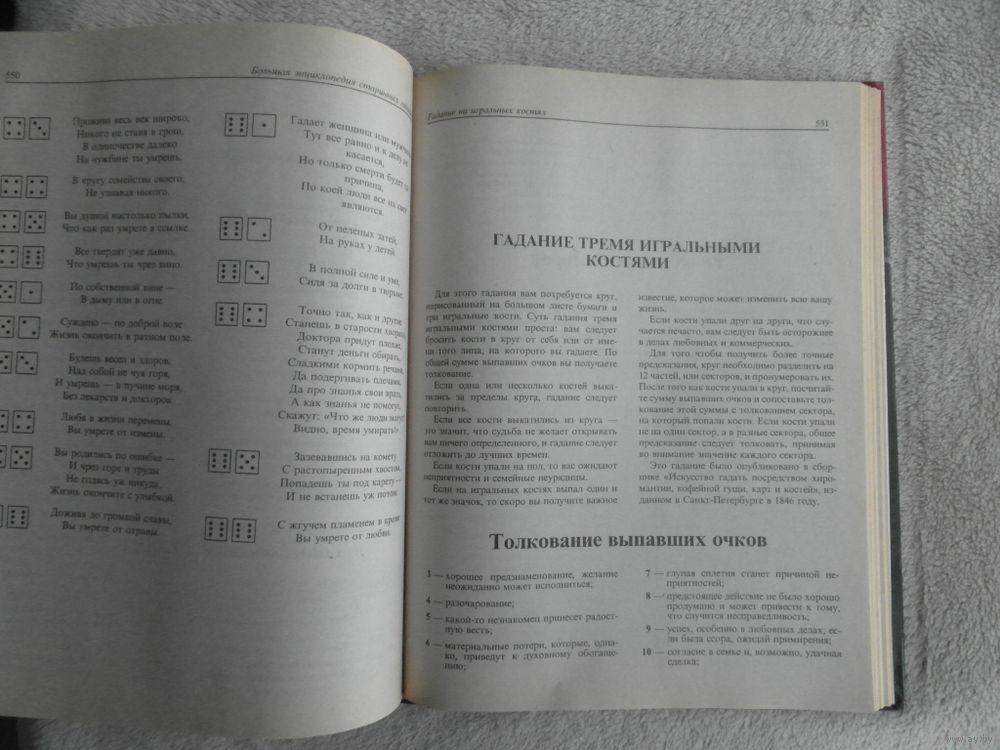 550
Большая энциклопедия старинных
Проживи весь век широко,
Никого не ставя в грош,
В одиночестве далеко
На чужбине ты умрешь.
В кругу семейства своего,
Не узнавая никого.
Вы душой настолько пылки,
Что как раз умрете в ссылке.
Все твердят уже давно,
Что умрешь ты чрез вино.
По собственной вине —
В дыму или в огне.
Суждено — по доброй воле
Жизнь окончить в ратном поле.
Будешь весел и здоров,
Над собой не чуя горя,
И умрешь — в пучине моря,
Без лекарств и докторов.
Любя в жизни перемены,
Вы умрете от измены.
Вы родились по ошибке —
И чрез горе и труды
Не годясь уж никуда,
Жизнь окончите с улыбкой.
Доживя до громкой славы,
Вы умрете от отравы.
Гадает женщина или мужчина
Тут все равно и к делу не
касается,
Но только смерти будет та
причина,
По коей люди все на свет
являются.
От нелепых затей,
На руках у детей.
В полной силе и уме,
Сидя за долги в тюрьме.
Точно так, как и другие
Станешь в старости хворать,
Доктора придут плохие,
Станут деньги обирать,
Сладкими кормить речами,
Да подергивать плечами,
Да про знанья свои врать,
А как знанья не помогут,
Скажут: «Что же люди могут?
Видно, время умирать!»
Зазевавшись на комету
С растопыренным хвостом,
Попадешь ты под карету —
И не встанешь уж потом.
С жгучем пламенем в крови
Вы умрете от любви.
Гадание на игральных костях
551
ГАДАНИЕ ТРЕМЯ ИГРАЛЬНЫМИ
КОСТЯМИ
Для этого гадания вам потребуется круг,
нарисованный на большом листе бумаги и
три игральные кости. Суть гадания тремя
игральными костями проста: вам следует
бросить кости в круг от себя или от име-
ни того лица, на которого вы гадаете. По
общей сумме выпавших очков вы получаете
толкование.
Если одна или несколько костей выка-
тились за пределы круга, гадание следует
повторить.
Если все кости выкатились из круга —
это значит, что судьба не желает открывать
вам ничего определенного, и гадание следует
отложить до лучших времен.
Если кости упали на пол, то вас ожидают
неприятности и семейные неурядицы.
Если на игральных костях выпал один и
тот же значок, то скоро вы получите важное
известие, которое может изменить всю вашу
жизнь.
Если кости упали друг на друга, что слу-
чается нечасто, вам следует быть осторожнее
в делах любовных и коммерческих.
Для того чтобы получить более точные
предсказания, круг необходимо разделить на
12 частей, или секторов, и пронумеровать их.
После того как кости упали в круг, посчитай-
те сумму выпавших очков и сопоставьте тол-
кование этой суммы с толкованием сектора,
на который попали кости. Если кости упали
не на один сектор, а в разные сектора, общее
предсказание следует толковать, принимая
во внимание значение каждого сектора.
Это гадание было опубликовано в сбор-
нике «Искусство гадать посредством хиро-
мантии, кофейной гущи, карт и костей», из-
данном в Санкт-Петербурге в 1846 году.
Толкование выпавших очков
3 — хорошее предзнаменование, желание
неожиданно может исполниться;
4 — разочарование;
5 — какой-то незнакомец принесет радост-
ную весть;
6 — материальные потери, которые, одна-
ко, приведут к духовному обогаще-
нию;
7 — глупая сплетня станет причиной не-
приятностей;
8 — предстоящее действие не было хорошо
продумано и может привести к тому,
что случится несправедливость;
9 — успех, особенно в любовных делах; ес-
ли была ссора, ожидай примирения;
10 — согласие в семье и, возможно, удачная
сделка;
www.ay.by